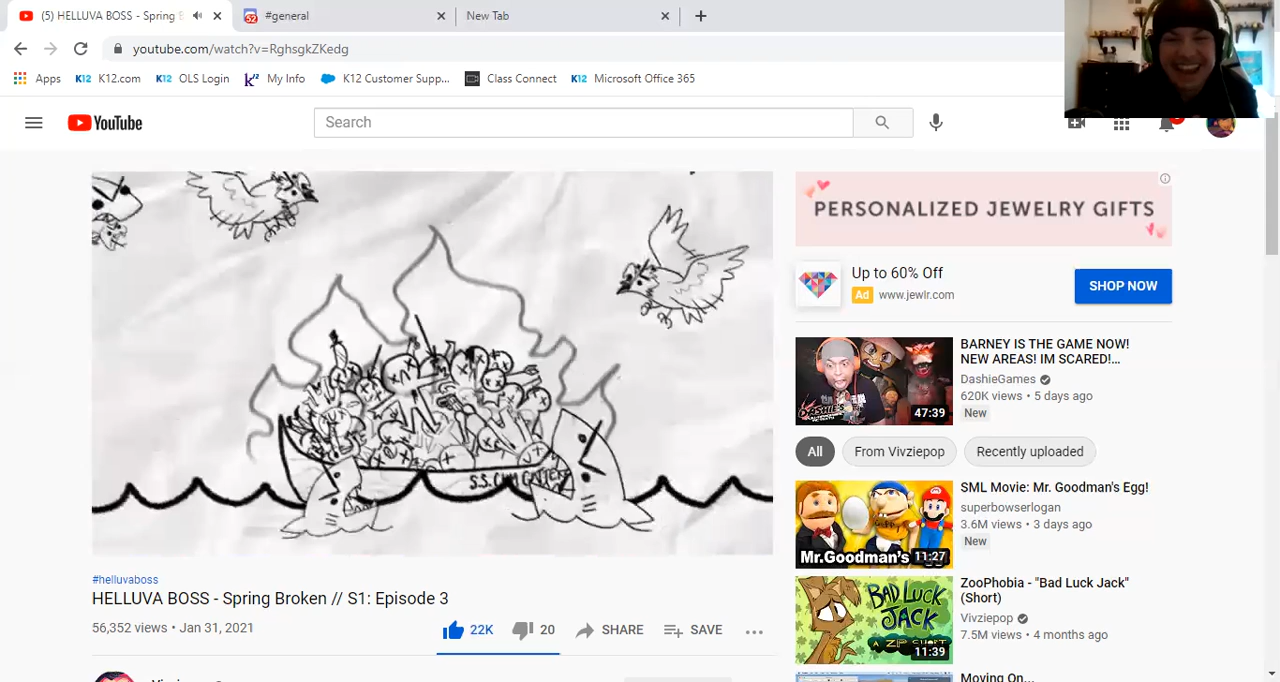 (5) HELLUVA BOSS - Spring B
#general
New Tab
youtube.com/watch?v=RghsgkZKedg
Apps
K12 K12.com
K12 OLS Login
K12 My Info
K12 Customer Supp...
Class Connect
K12 Microsoft Office 365
YouTube
Search
PERSONALIZED JEWELRY GIFTS
Up to 60% Off
Ad www.jewlr.com
SHOP NOW
BARNEY IS THE GAME NOW!
NEW AREAS! IM SCARED!...
DashieGames
620K views • 5 days ago
New
47:39
All
From Vivziepop
Recently uploaded
SML Movie: Mr. Goodman's Egg!
superbowserlogan
3.6M views • 3 days ago
New
Mr.Goodman's
11:27
ZooPhobia - "Bad Luck Jack"
(Short)
Vivziepop
7.5M views • 4 months ago
BAD LUCK
JACK
A ZP SHORT
11:39
Moving On...
#helluvaboss
HELLUVA BOSS - Spring Broken // S1: Episode 3
56,352 views • Jan 31, 2021
22K
20
SHARE
SAVE